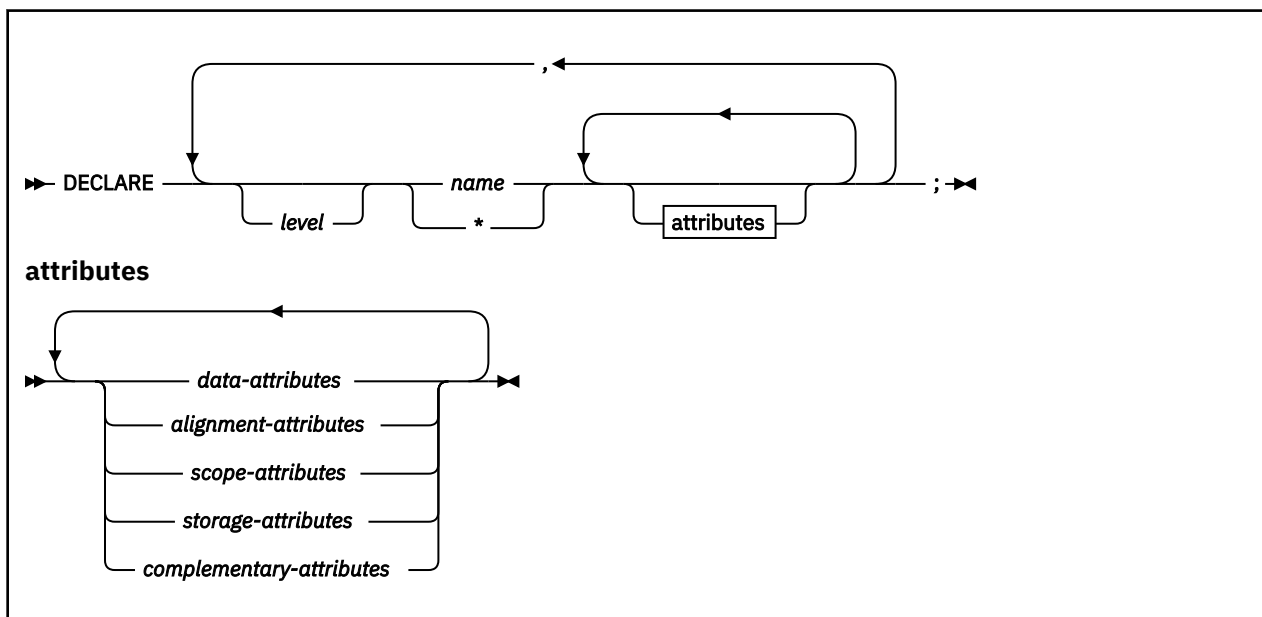 ,
DECLARE name ;
level * attributes
attributes
data-attributes
alignment-attributes
scope-attributes
storage-attributes
complementary-attributes